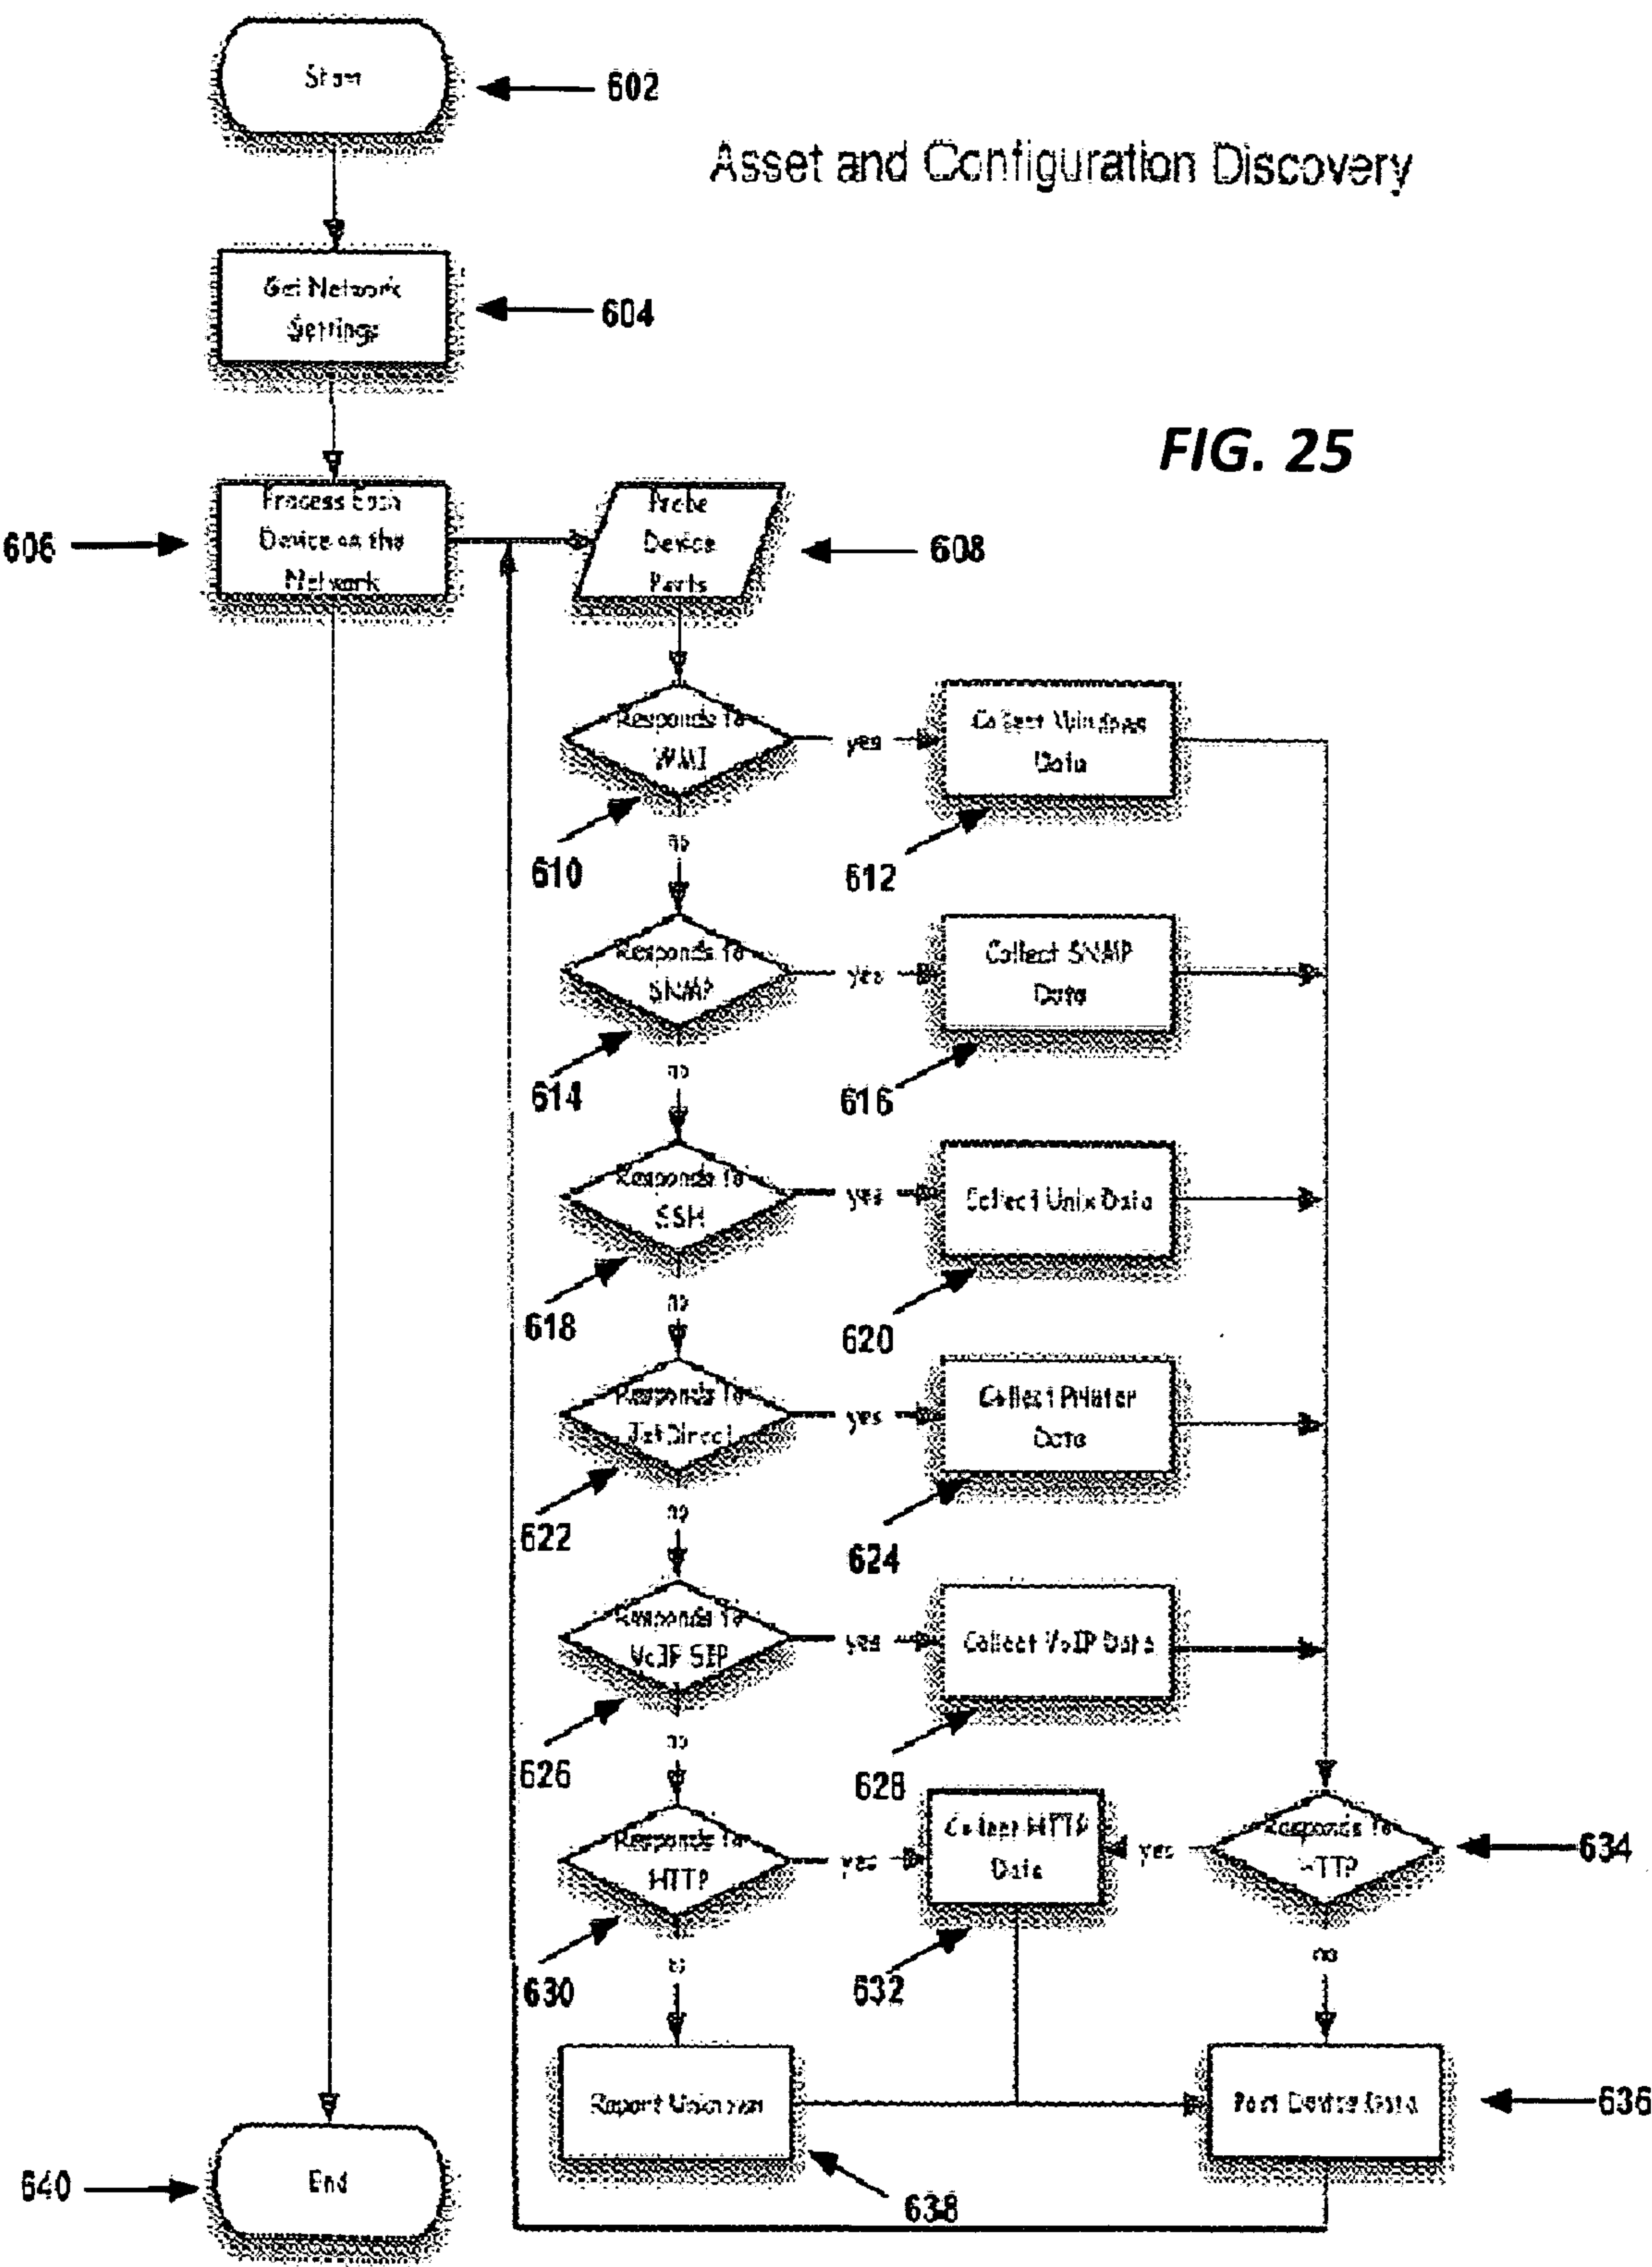 Start
602
Asset and Configuration Discovery
Get Network
Settings
604
FIG. 25
Process Each
Device on the
Network
606
Probe
Device
Ports
608
Responds To
WMI
yes
Collect Windows
Data
610
no
612
Responds To
SNMP
yes
Collect SNMP
Data
614
no
616
Responds To
SSH
yes
Collect Unix Data
618
no
620
Responds To
JetDirect
yes
Collect Printer
Data
622
no
624
Responds To
VoIP SIP
yes
Collect VoIP Data
626
no
628
Responds To
HTTP
yes
Collect HTTP
Data
yes
Responds To
HTTP
634
630
no
632
no
Report Unknown
Post Device Data
636
638
End
640